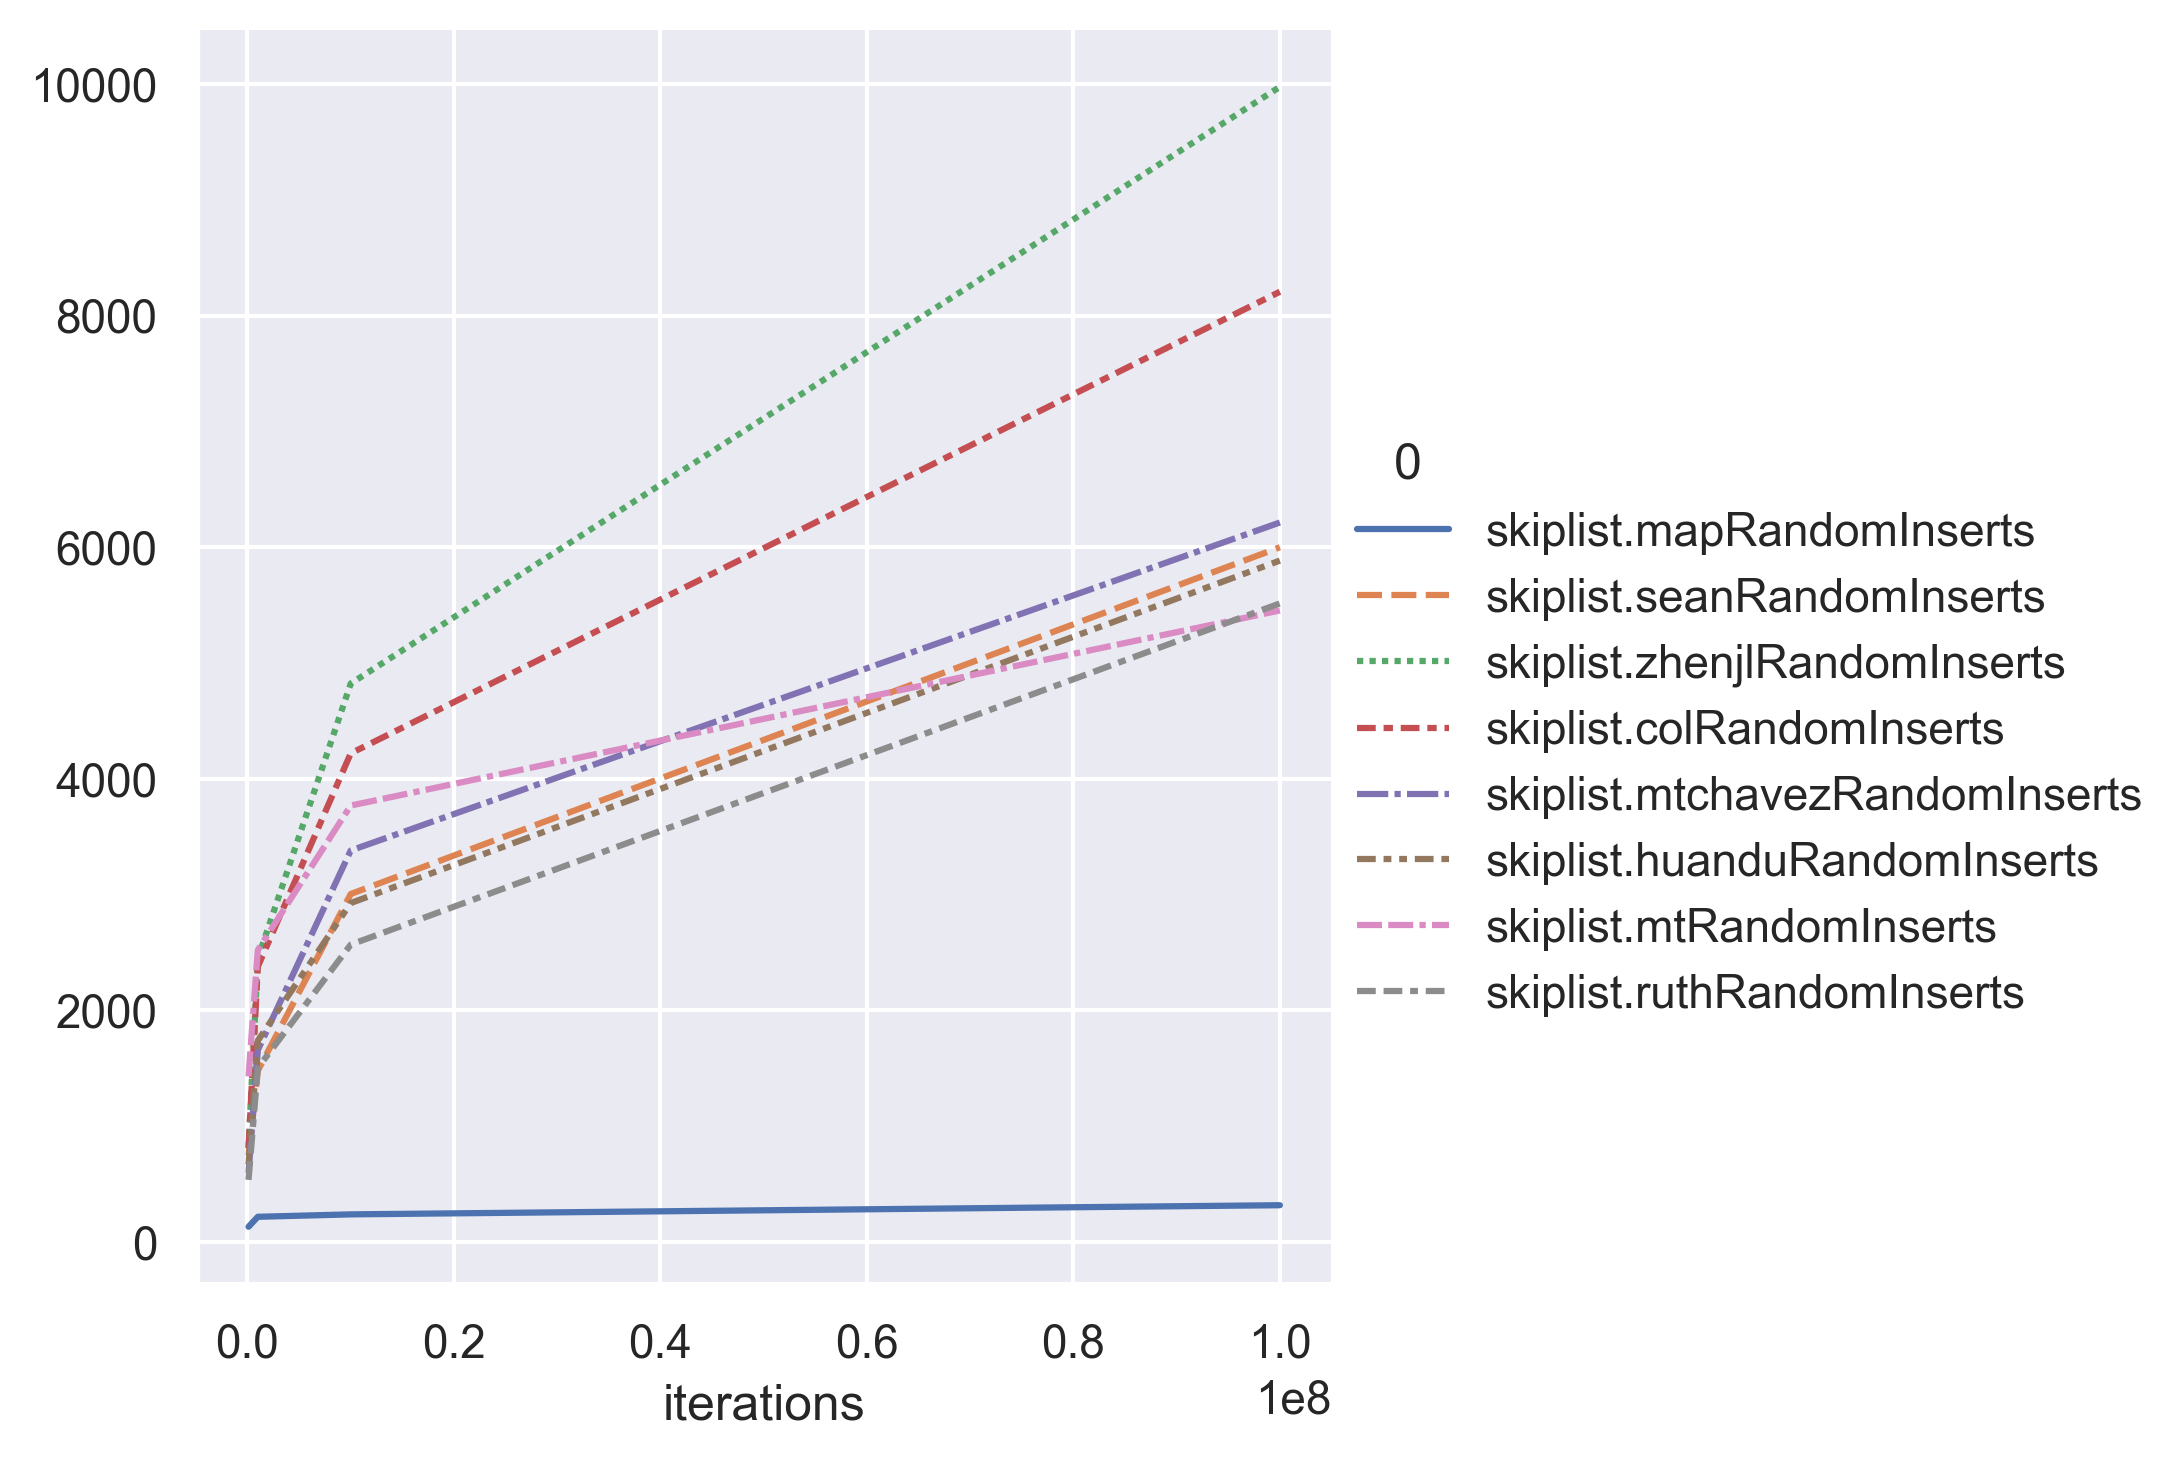 10000
8000
6000
4000
2000
0
0.0 0.2 0.4 0.6 0.8 1.0
1e8
iterations
0
skiplist.mapRandomInserts
skiplist.seanRandomInserts
skiplist.zhenjlRandomInserts
skiplist.colRandomInserts
skiplist.mtchavezRandomInserts
skiplist.huanduRandomInserts
skiplist.mtRandomInserts
skiplist.ruthRandomInserts